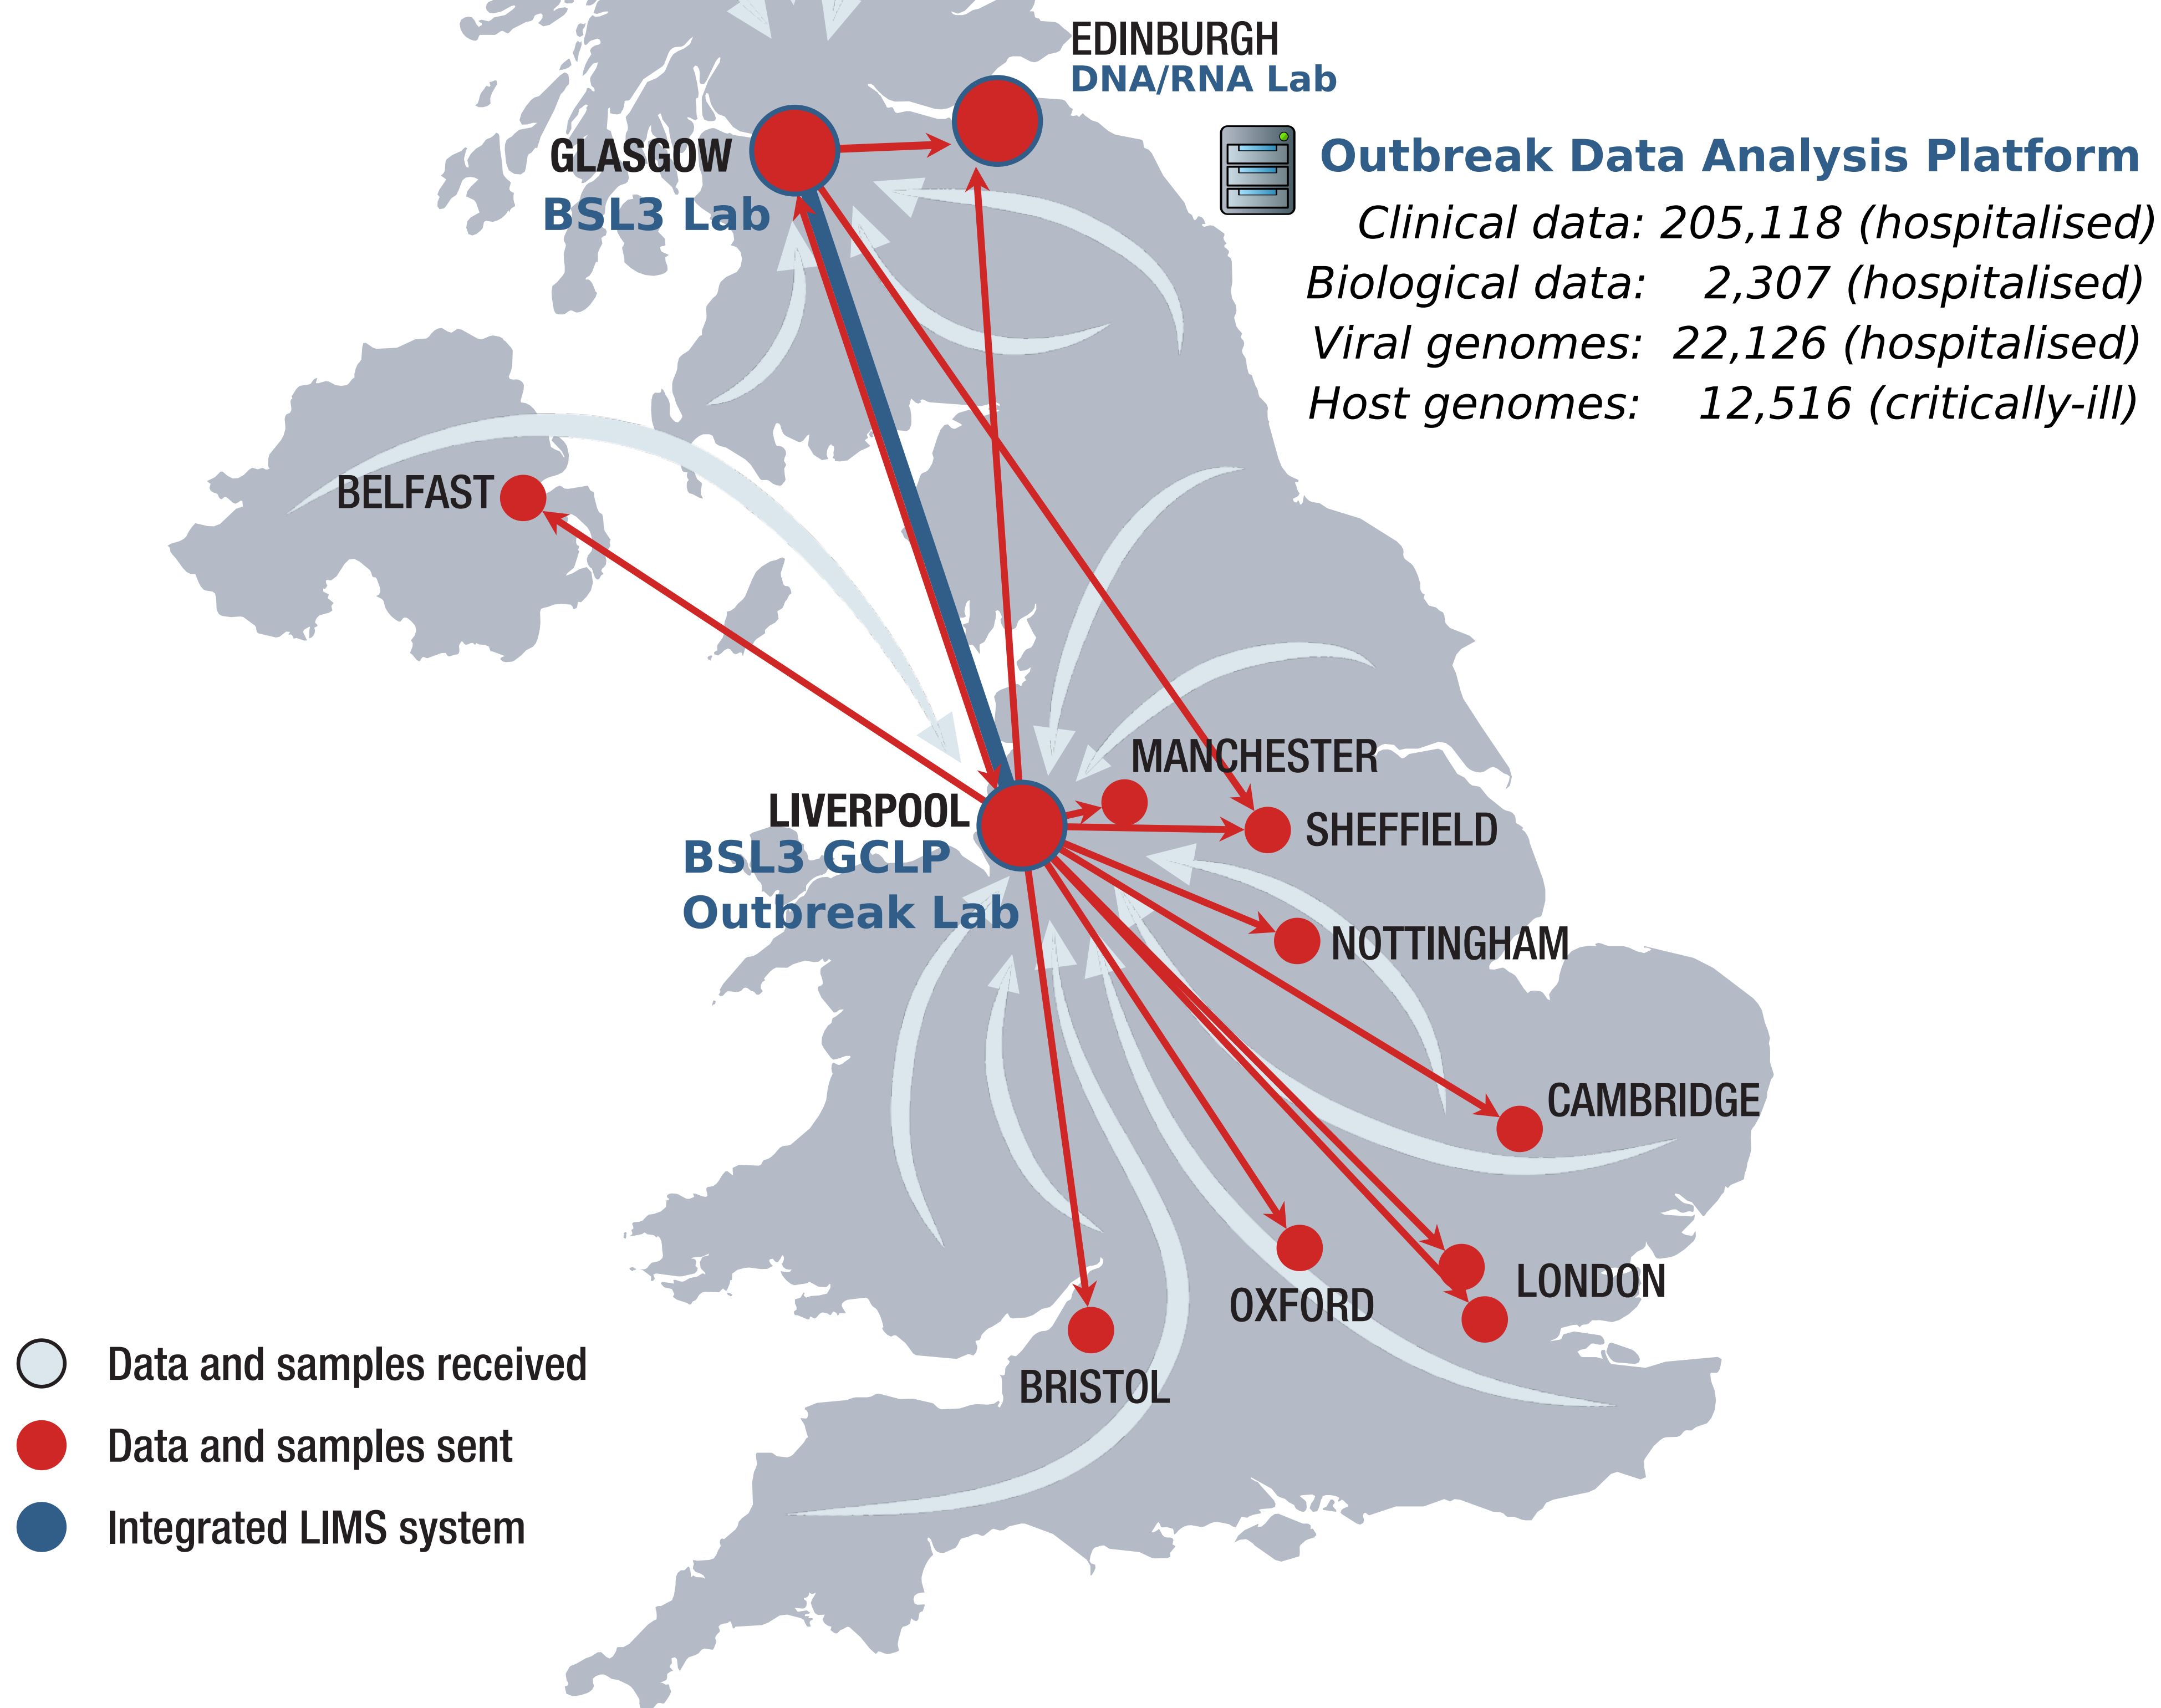 EDINBURGH
DNA/RNA Lab
GLASGOW
BSL3 Lab
Outbreak Data Analysis Platform
Clinical data: 205,118 (hospitalised)
Biological data: 2,307 (hospitalised)
Viral genomes: 22,126 (hospitalised)
Host genomes: 12,516 (critically-ill)
BELFAST
MANCHESTER
LIVERPOOL
BSL3 GCLP
Outbreak Lab
SHEFFIELD
NOTTINGHAM
CAMBRIDGE
LONDON
OXFORD
BRISTOL
Data and samples received
Data and samples sent
Integrated LIMS system